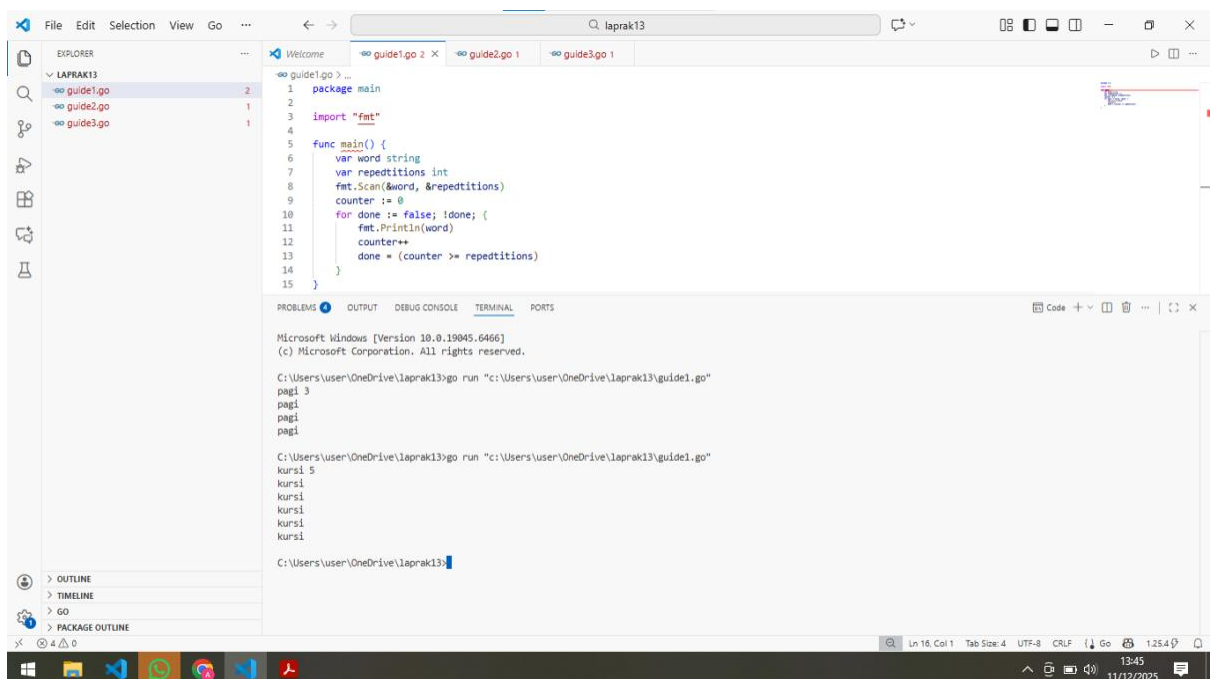 File Edit Selection View Go ... laprak13
EXPLORER ...
LAPRAK13
guide1.go 2
guide2.go 1
guide3.go 1
Welcome guide1.go 2 guide2.go 1 guide3.go 1
guide1.go > ...
1 package main
2
3 import "fmt"
4
5 func main() {
6 var word string
7 var repedtitions int
8 fmt.Scan(&word, &repedtitions)
9 counter := 0
10 for done := false; !done; {
11 fmt.Println(word)
12 counter++
13 done = (counter >= repedtitions)
14 }
15 }
PROBLEMS 4 OUTPUT DEBUG CONSOLE TERMINAL PORTS Code
Microsoft Windows [Version 10.0.19045.6466]
(c) Microsoft Corporation. All rights reserved.
C:\Users\user\OneDrive\laprak13>go run "c:\Users\user\OneDrive\laprak13\guide1.go"
pagi 3
pagi
pagi
pagi
C:\Users\user\OneDrive\laprak13>go run "c:\Users\user\OneDrive\laprak13\guide1.go"
kursi 5
kursi
kursi
kursi
kursi
kursi
C:\Users\user\OneDrive\laprak13>
OUTLINE
TIMELINE
GO
PACKAGE OUTLINE
4 0 Ln 16, Col 1 Tab Size: 4 UTF-8 CRLF Go 1.25.4
13:45
11/12/2025